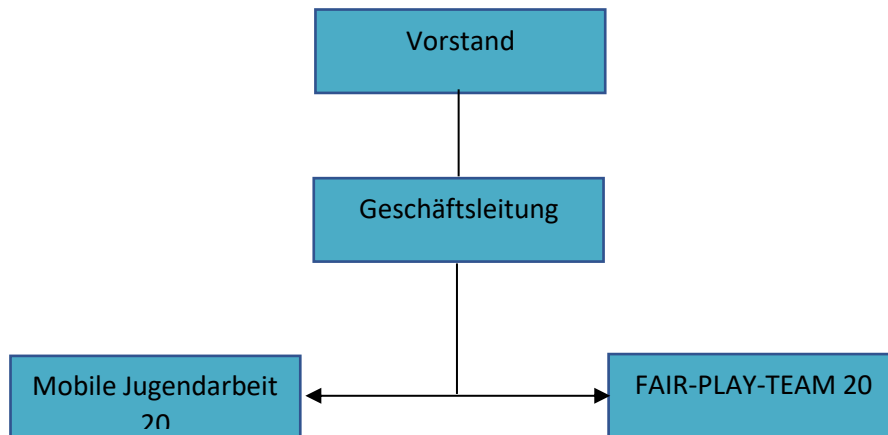 Vorstand
Geschäftsleitung
Mobile Jugendarbeit
20
FAIR-PLAY-TEAM 20